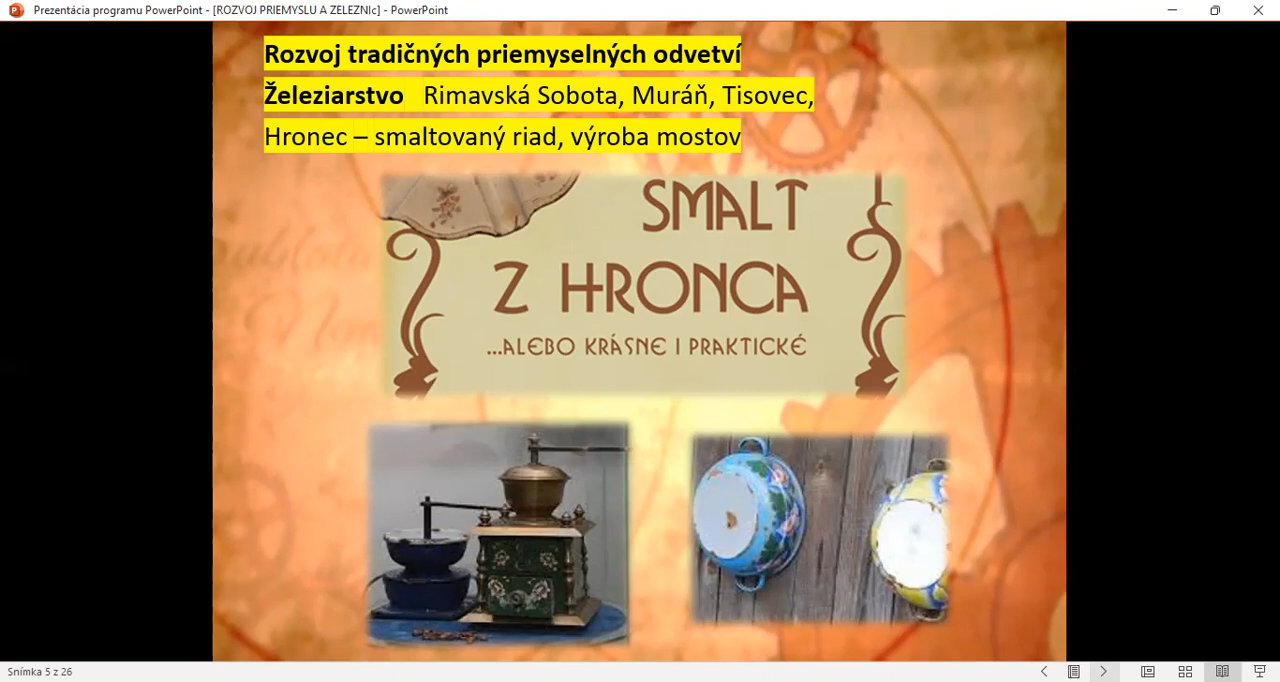 Prezentácia programu PowerPoint - [ROZVOJ PRIEMYSLU A ZELEZNIc] - PowerPoint
Rozvoj tradičných priemyselných odvetví
Železiarstvo   Rimavská Sobota, Muráň, Tisovec,
Hronec – smaltovaný riad, výroba mostov
SMALT
Z HRONCA
...ALEBO KRÁSNE I PRAKTICKÉ
Snímka 5 z 26